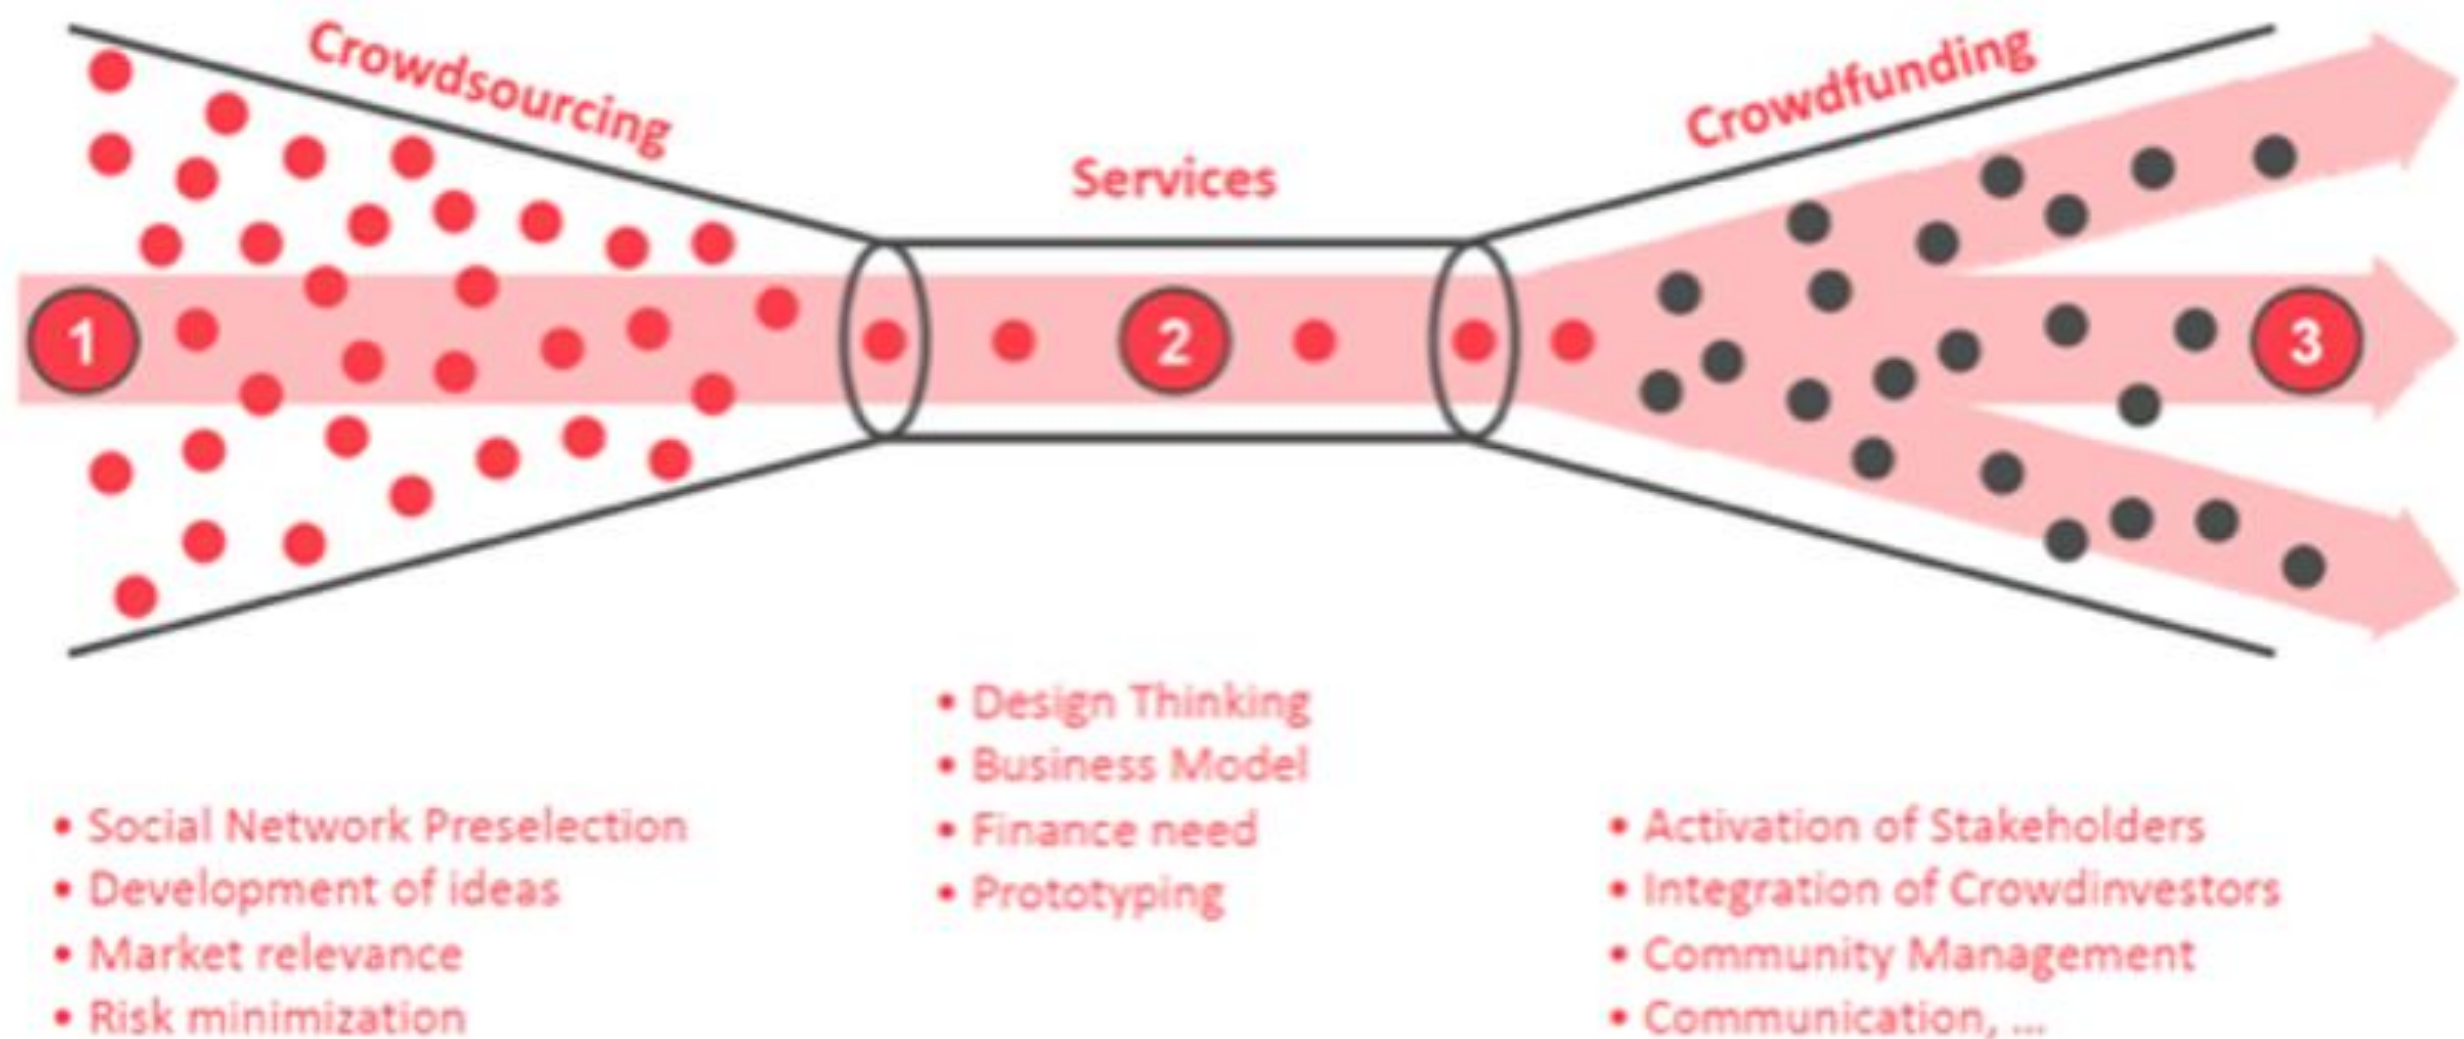 Crowdsourcing
Services
Crowdfunding
1
2
3
• Social Network Preselection
• Development of ideas
• Market relevance
• Risk minimization
• Design Thinking
• Business Model
• Finance need
• Prototyping
• Activation of Stakeholders
• Integration of Crowdinvestors
• Community Management
• Communication, ...